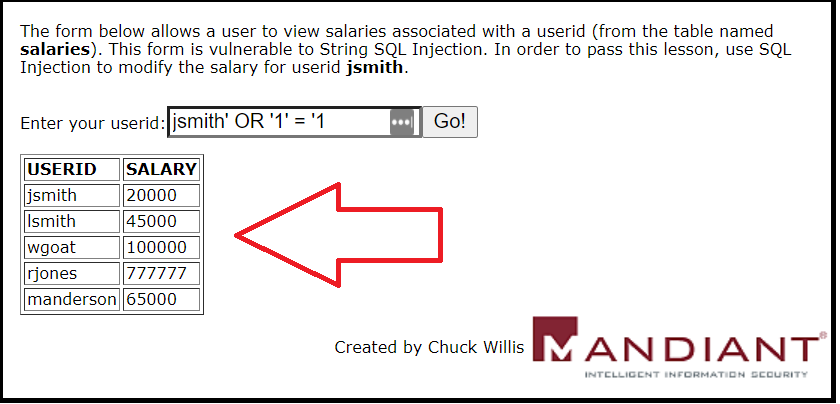 The form below allows a user to view salaries associated with a userid (from the table named
salaries). This form is vulnerable to String SQL Injection. In order to pass this lesson, use SQL
Injection to modify the salary for userid jsmith.
Enter your userid: jsmith' OR '1' = '1 Go!
USERID SALARY
jsmith 20000
lsmith 45000
wgoat 100000
rjones 777777
manderson 65000
Created by Chuck Willis MANDIANT®
INTELLIGENT INFORMATION SECURITY